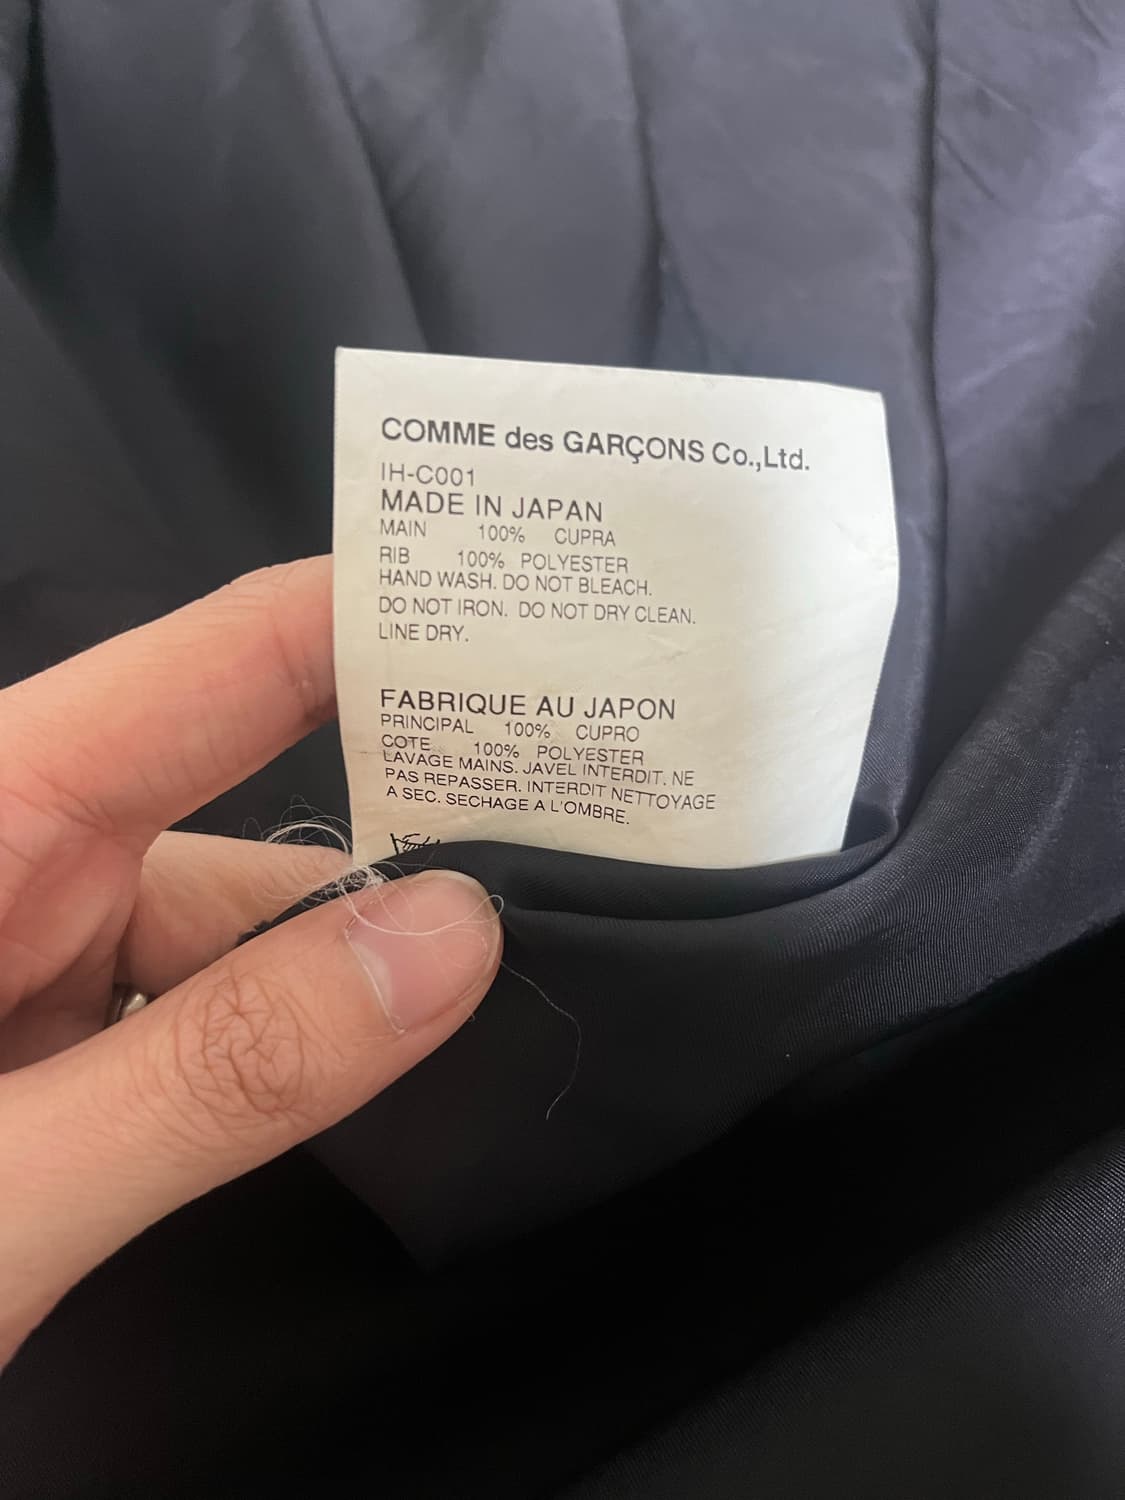 COMME des GARÇONS Co.,Ltd.
IH-C001
MADE IN JAPAN
MAIN 100% CUPRA
RIB 100% POLYESTER
HAND WASH. DO NOT BLEACH.
DO NOT IRON. DO NOT DRY CLEAN.
LINE DRY.
FABRIQUE AU JAPON
PRINCIPAL 100% CUPRO
COTE 100% POLYESTER
LAVAGE MAINS. JAVEL INTERDIT. NE
PAS REPASSER. INTERDIT NETTOYAGE
A SEC. SECHAGE A L'OMBRE.